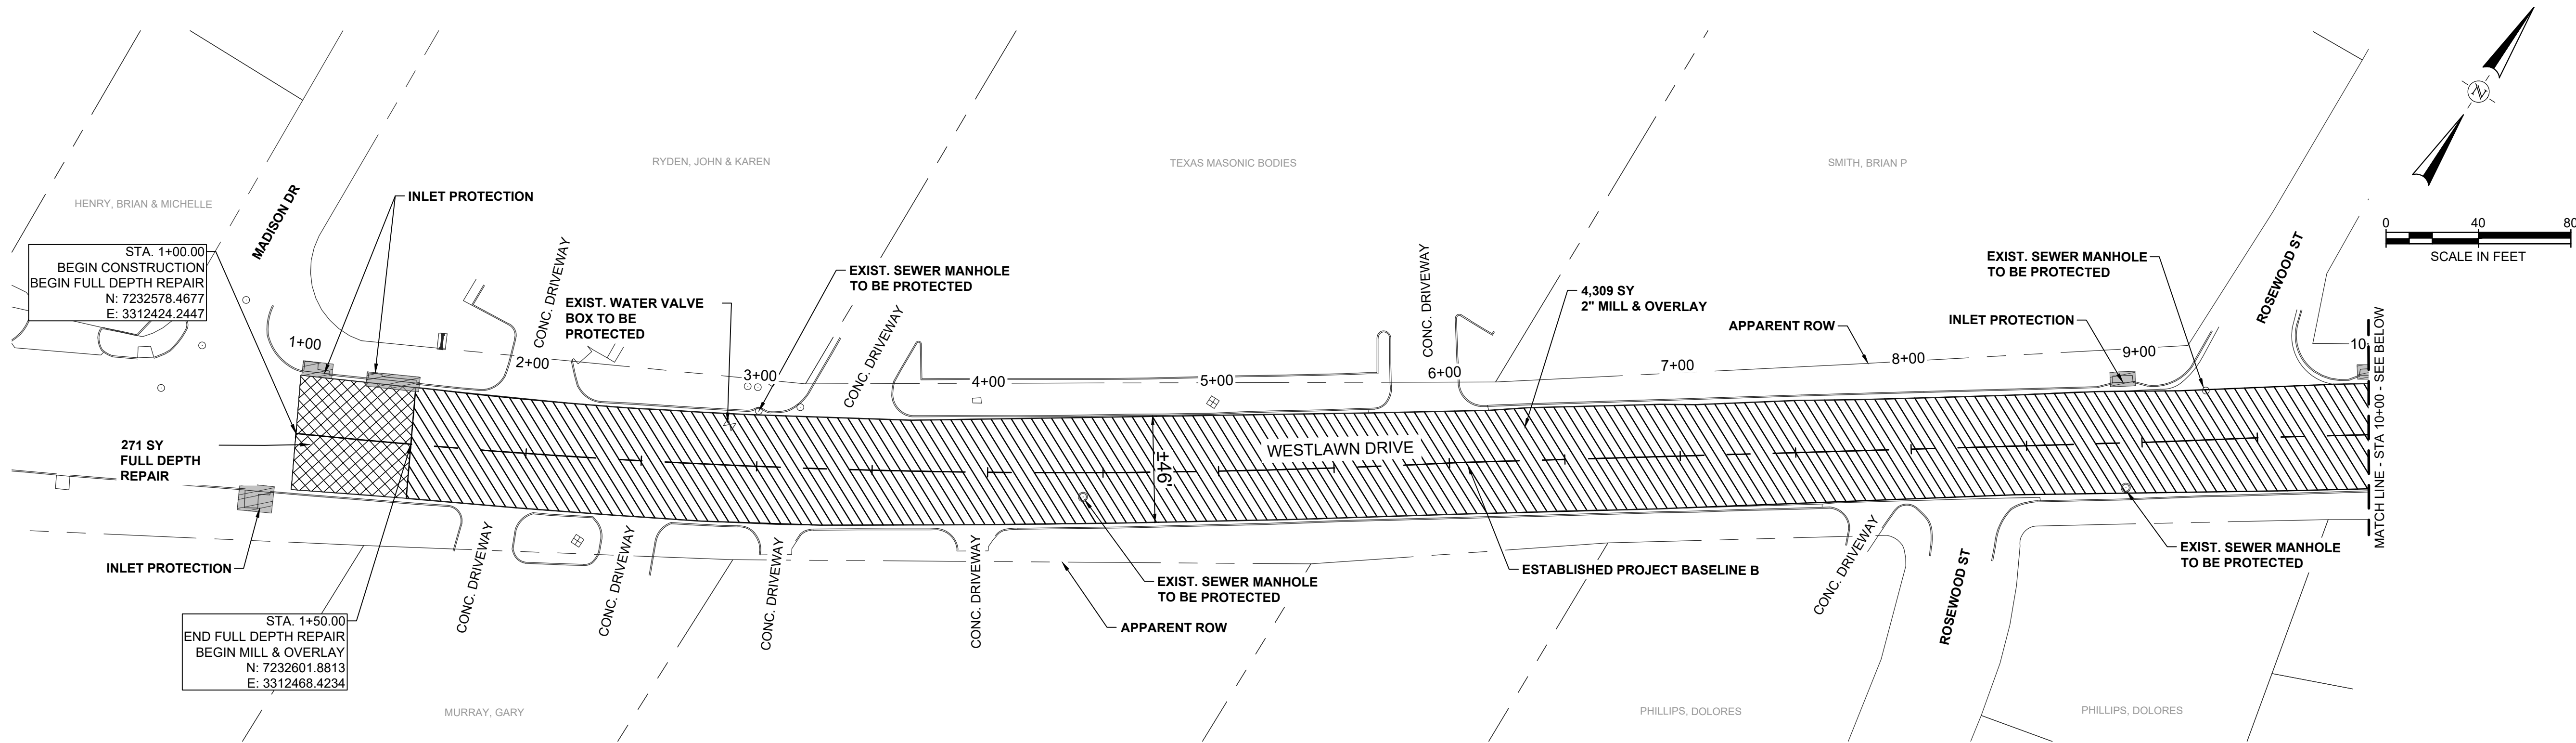 RYDEN, JOHN & KAREN
TEXAS MASONIC BODIES
SMITH, BRIAN P
HENRY, BRIAN & MICHELLE
MADISON DR
INLET PROTECTION
STA. 1+00.00
BEGIN CONSTRUCTION
BEGIN FULL DEPTH REPAIR
N: 7232578.4677
E: 3312424.2447
CONC. DRIVEWAY
EXIST. WATER VALVE
BOX TO BE
PROTECTED
EXIST. SEWER MANHOLE
TO BE PROTECTED
CONC. DRIVEWAY
CONC. DRIVEWAY
4,309 SY
2" MILL & OVERLAY
APPARENT ROW
INLET PROTECTION
EXIST. SEWER MANHOLE
TO BE PROTECTED
ROSEWOOD ST
N
0 40 80
SCALE IN FEET
1+00
2+00
3+00
4+00
5+00
6+00
7+00
8+00
9+00
10
MATCH LINE - STA 10+00 - SEE BELOW
271 SY
FULL DEPTH
REPAIR
±46'
WESTLAWN DRIVE
INLET PROTECTION
STA. 1+50.00
END FULL DEPTH REPAIR
BEGIN MILL & OVERLAY
N: 7232601.8813
E: 3312468.4234
CONC. DRIVEWAY
CONC. DRIVEWAY
CONC. DRIVEWAY
CONC. DRIVEWAY
EXIST. SEWER MANHOLE
TO BE PROTECTED
APPARENT ROW
ESTABLISHED PROJECT BASELINE B
CONC. DRIVEWAY
ROSEWOOD ST
EXIST. SEWER MANHOLE
TO BE PROTECTED
MURRAY, GARY
PHILLIPS, DOLORES
PHILLIPS, DOLORES